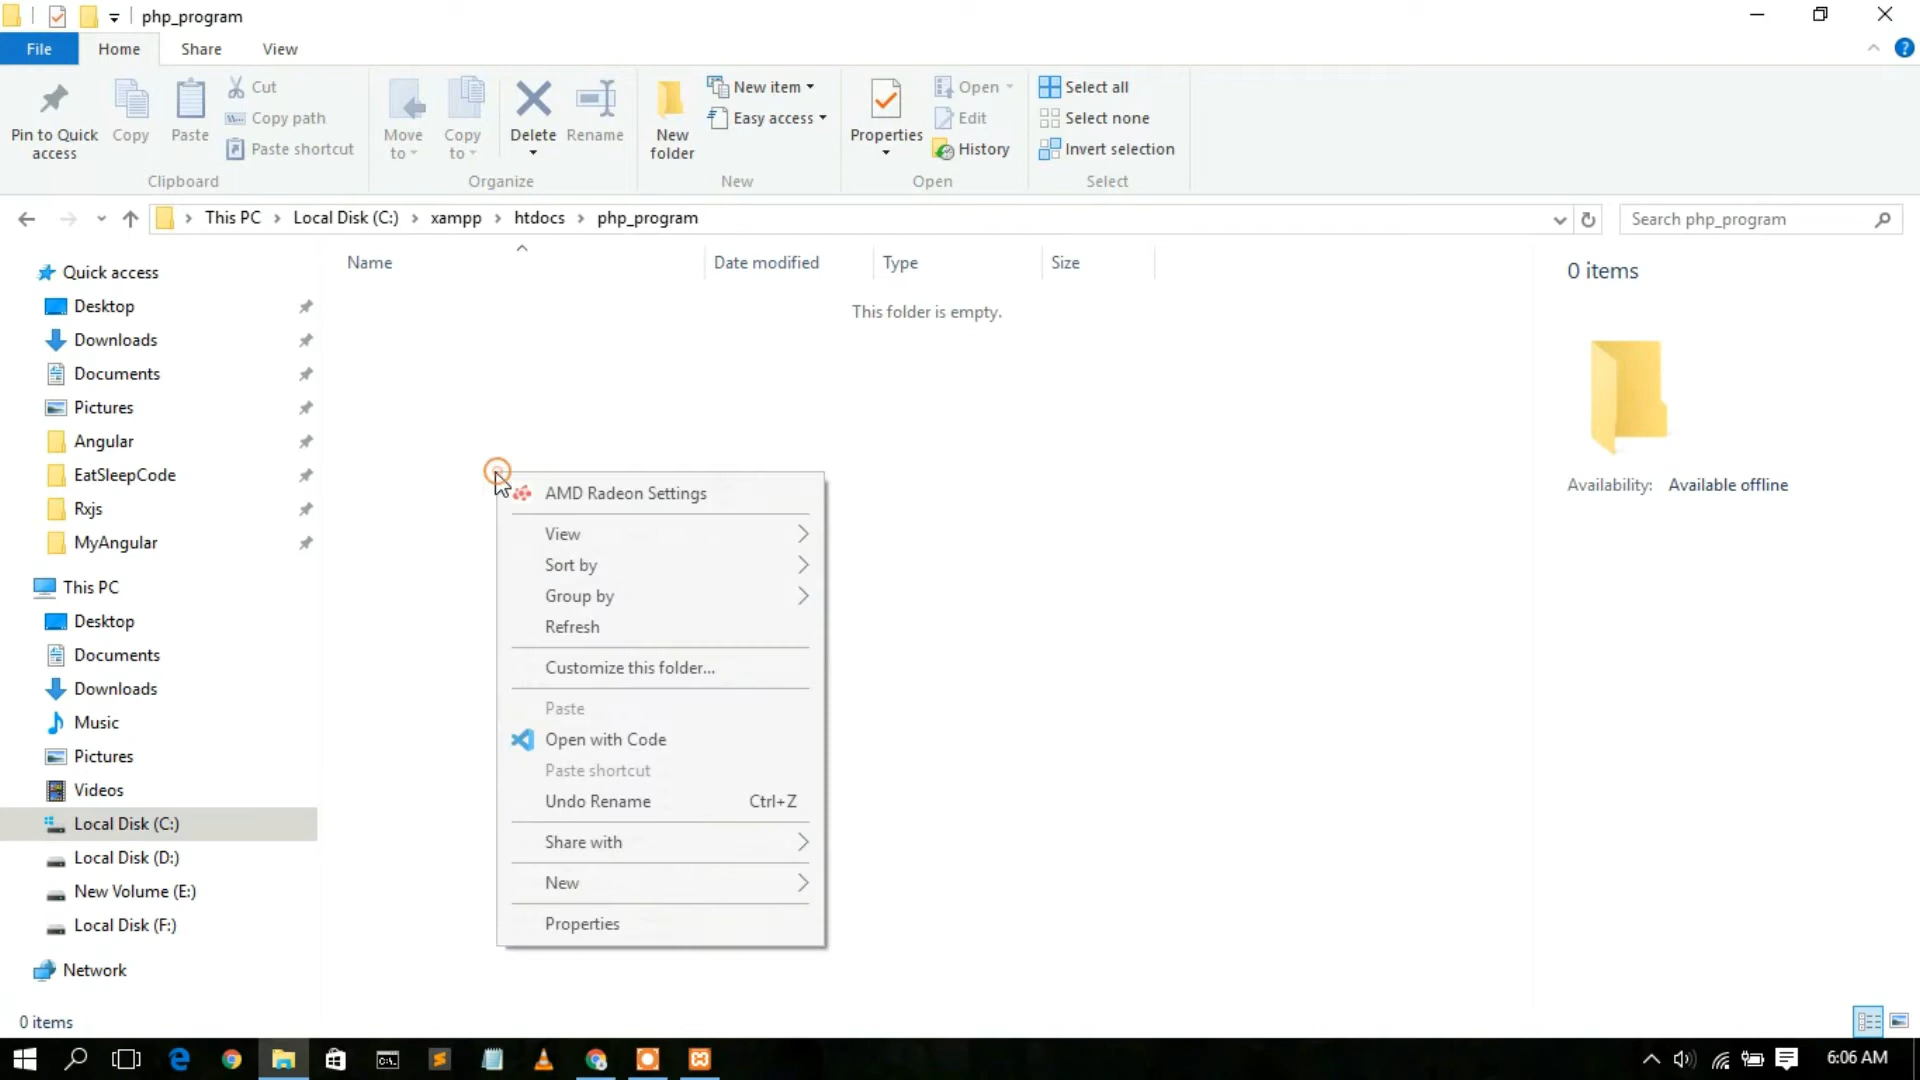 php_program
File Home Share View
Pin to Quick access
Copy
Paste
Cut
Copy path
Paste shortcut
Clipboard
Move to
Copy to
Delete
Rename
Organize
New folder
New item
Easy access
New
Properties
Open
Edit
History
Open
Select all
Select none
Invert selection
Select
This PC Local Disk (C:) xampp htdocs php_program
Search php_program
Name Date modified Type Size
This folder is empty.
Quick access
Desktop
Downloads
Documents
Pictures
Angular
EatSleepCode
Rxjs
MyAngular
This PC
Desktop
Documents
Downloads
Music
Pictures
Videos
Local Disk (C:)
Local Disk (D:)
New Volume (E:)
Local Disk (F:)
Network
AMD Radeon Settings
View
Sort by
Group by
Refresh
Customize this folder...
Paste
Open with Code
Paste shortcut
Undo Rename Ctrl+Z
Share with
New
Properties
0 items
Availability: Available offline
0 items
6:06 AM